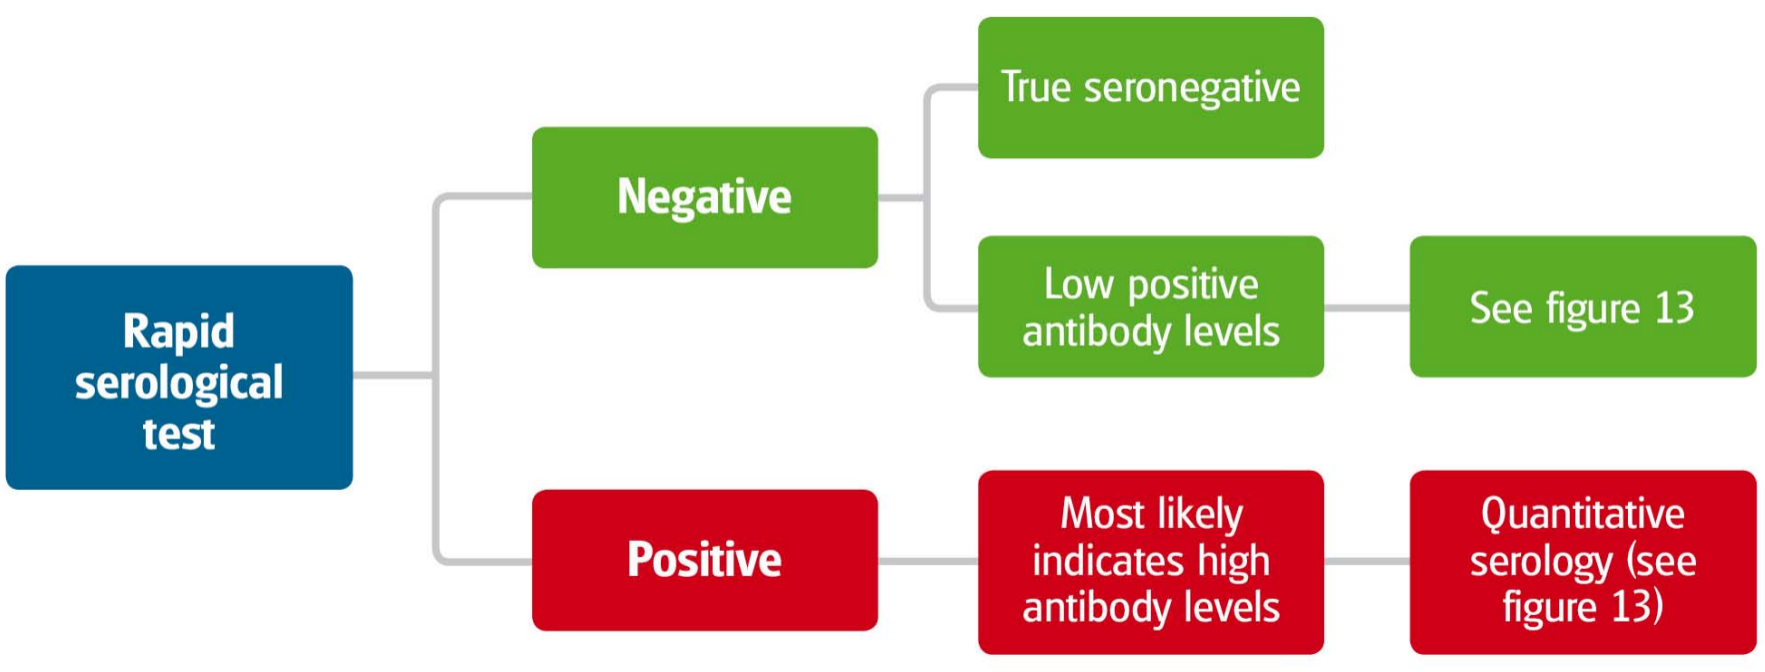 Rapid
serological
test
Negative
True seronegative
Low positive
antibody levels
See figure 13
Positive
Most likely
indicates high
antibody levels
Quantitative
serology (see
figure 13)